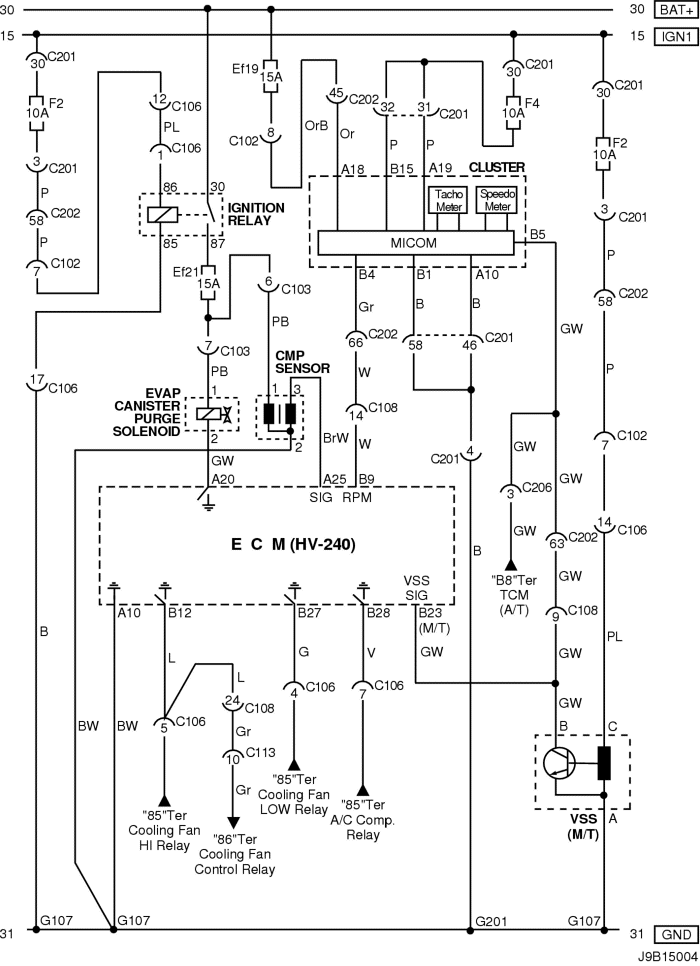 30 30 BAT+
15 15 IGN1
C201 C201 C201
30 30 30
Ef19 15A
F2 10A
F4 10A
F2 10A
12 C106
45 C202
32 31 C201
PL
OrB Or P P
C102 8
1 C106
3 C201
P
58 C202
P
7 C102
A18 B15 A19 CLUSTER
86 30
IGNITION
RELAY
85 87
Tacho
Meter
Speedo
Meter
MICOM
B5
3 C201
P
58 C202
P
B4 B1 A10
Ef21 15A
6 C103
Gr B B
GW
PB
66 C202
58 46 C201
7 C103
CMP
SENSOR
W
PB
17 C106
EVAP
CANISTER
PURGE
SOLENOID
1
2
1 3
2
14 C108
W
BrW
GW
C201 4
GW
GW
7 C102
3 C206
GW
14 C106
A20 A25 B9
SIG RPM
E C M (HV-240)
B
63 C202
"B8"Ter
TCM
(A/T)
GW
VSS
SIG
A10 B12 B27 B28 B23
(M/T)
9 C108
PL
B
L G V GW GW
L
24 C108
4 C106
7 C106
GW
BW BW
5 C106
Gr
10 C113
Gr
B C
"85"Ter
Cooling Fan
HI Relay
"86"Ter
Cooling Fan
Control Relay
"85"Ter
Cooling Fan
LOW Relay
"85"Ter
A/C Comp.
Relay
VSS
(M/T)
A
G107 G107 G201 G107
31 31 GND
J9B15004